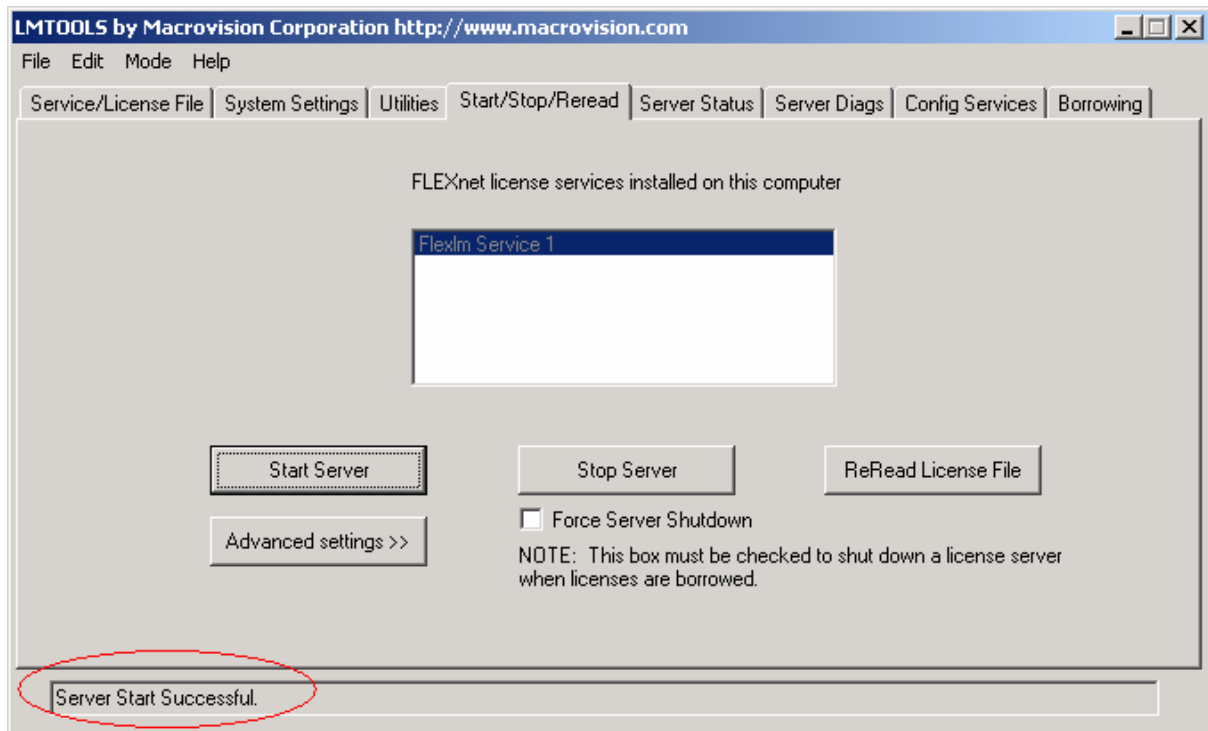 LMTOOLS by Macrovision Corporation http://www.macrovision.com
File Edit Mode Help
Service/License File System Settings Utilities Start/Stop/Reread Server Status Server Diags Config Services Borrowing
FLEXnet license services installed on this computer
Flexlm Service 1
Start Server Stop Server ReRead License File
Advanced settings >>
Force Server Shutdown
NOTE: This box must be checked to shut down a license server
when licenses are borrowed.
Server Start Successful.